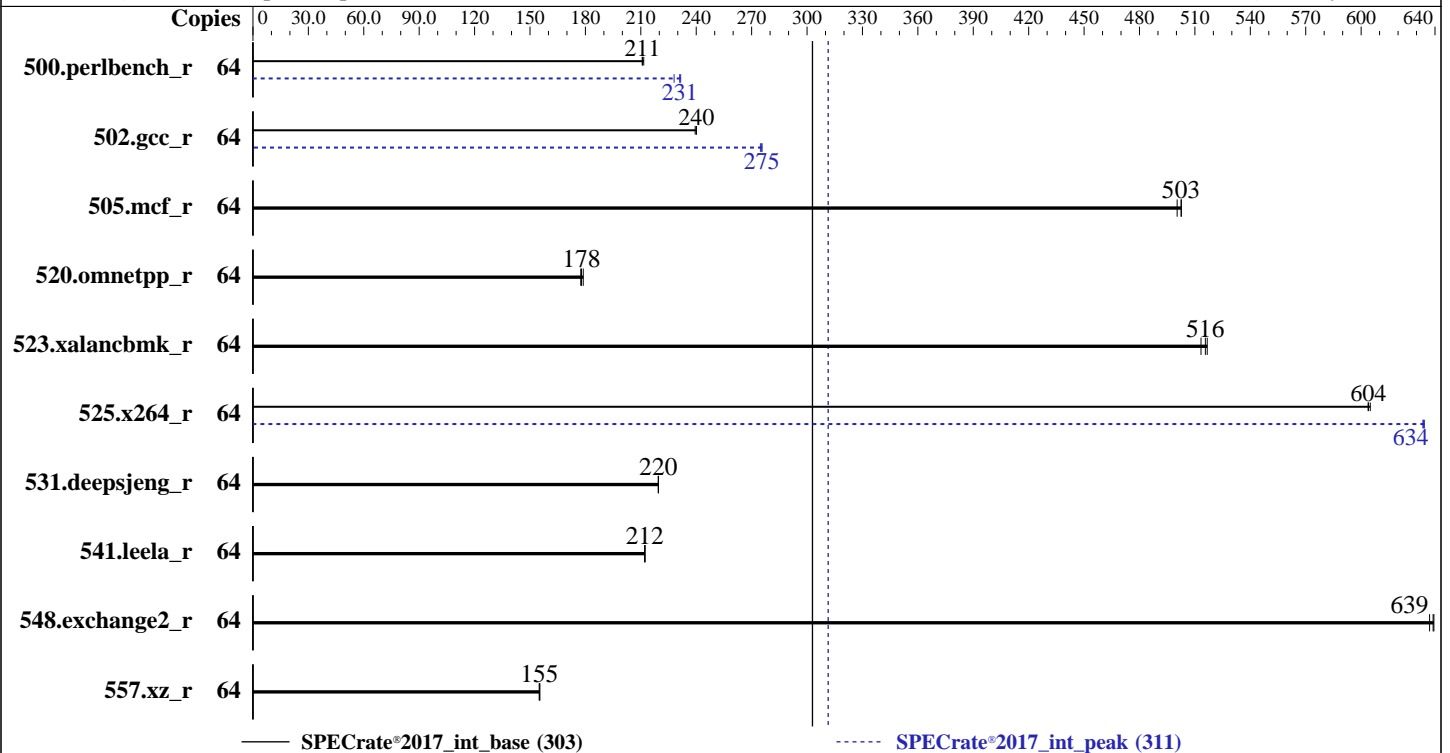 Copies 0 30.0 60.0 90.0 120 150 180 210 240 270 300 330 360 390 420 450 480 510 540 570 600 640
500.perlbench_r 64 211
231
502.gcc_r 64 240
275
505.mcf_r 64 503
520.omnetpp_r 64 178
523.xalancbmk_r 64 516
525.x264_r 64 604
634
531.deepsjeng_r 64 220
541.leela_r 64 212
548.exchange2_r 64 639
557.xz_r 64 155
SPECrate®2017_int_base (303) SPECrate®2017_int_peak (311)